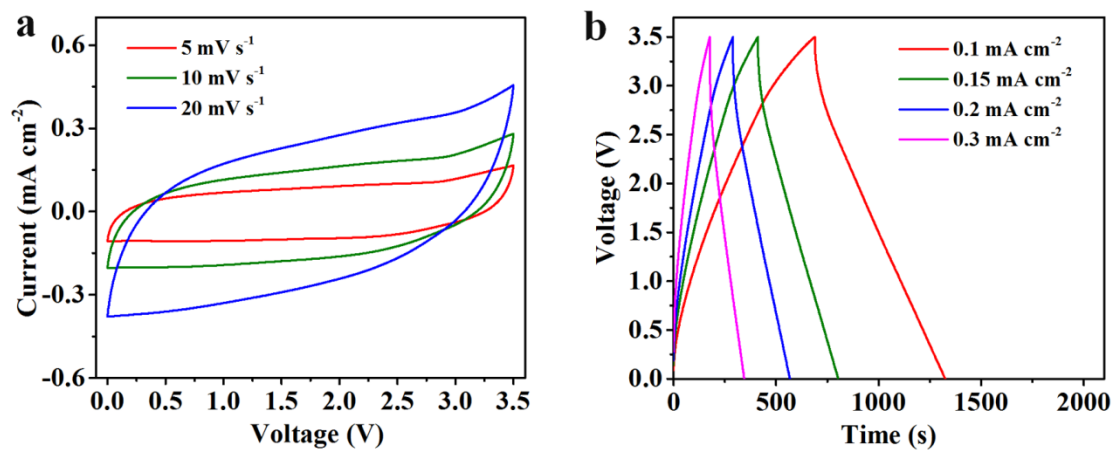 a
5 mV s⁻¹
10 mV s⁻¹
20 mV s⁻¹
Current (mA cm⁻²)
0.6
0.3
0.0
-0.3
-0.6
0.0 0.5 1.0 1.5 2.0 2.5 3.0 3.5
Voltage (V)
b
0.1 mA cm⁻²
0.15 mA cm⁻²
0.2 mA cm⁻²
0.3 mA cm⁻²
Voltage (V)
3.5
3.0
2.5
2.0
1.5
1.0
0.5
0.0
0 500 1000 1500 2000
Time (s)